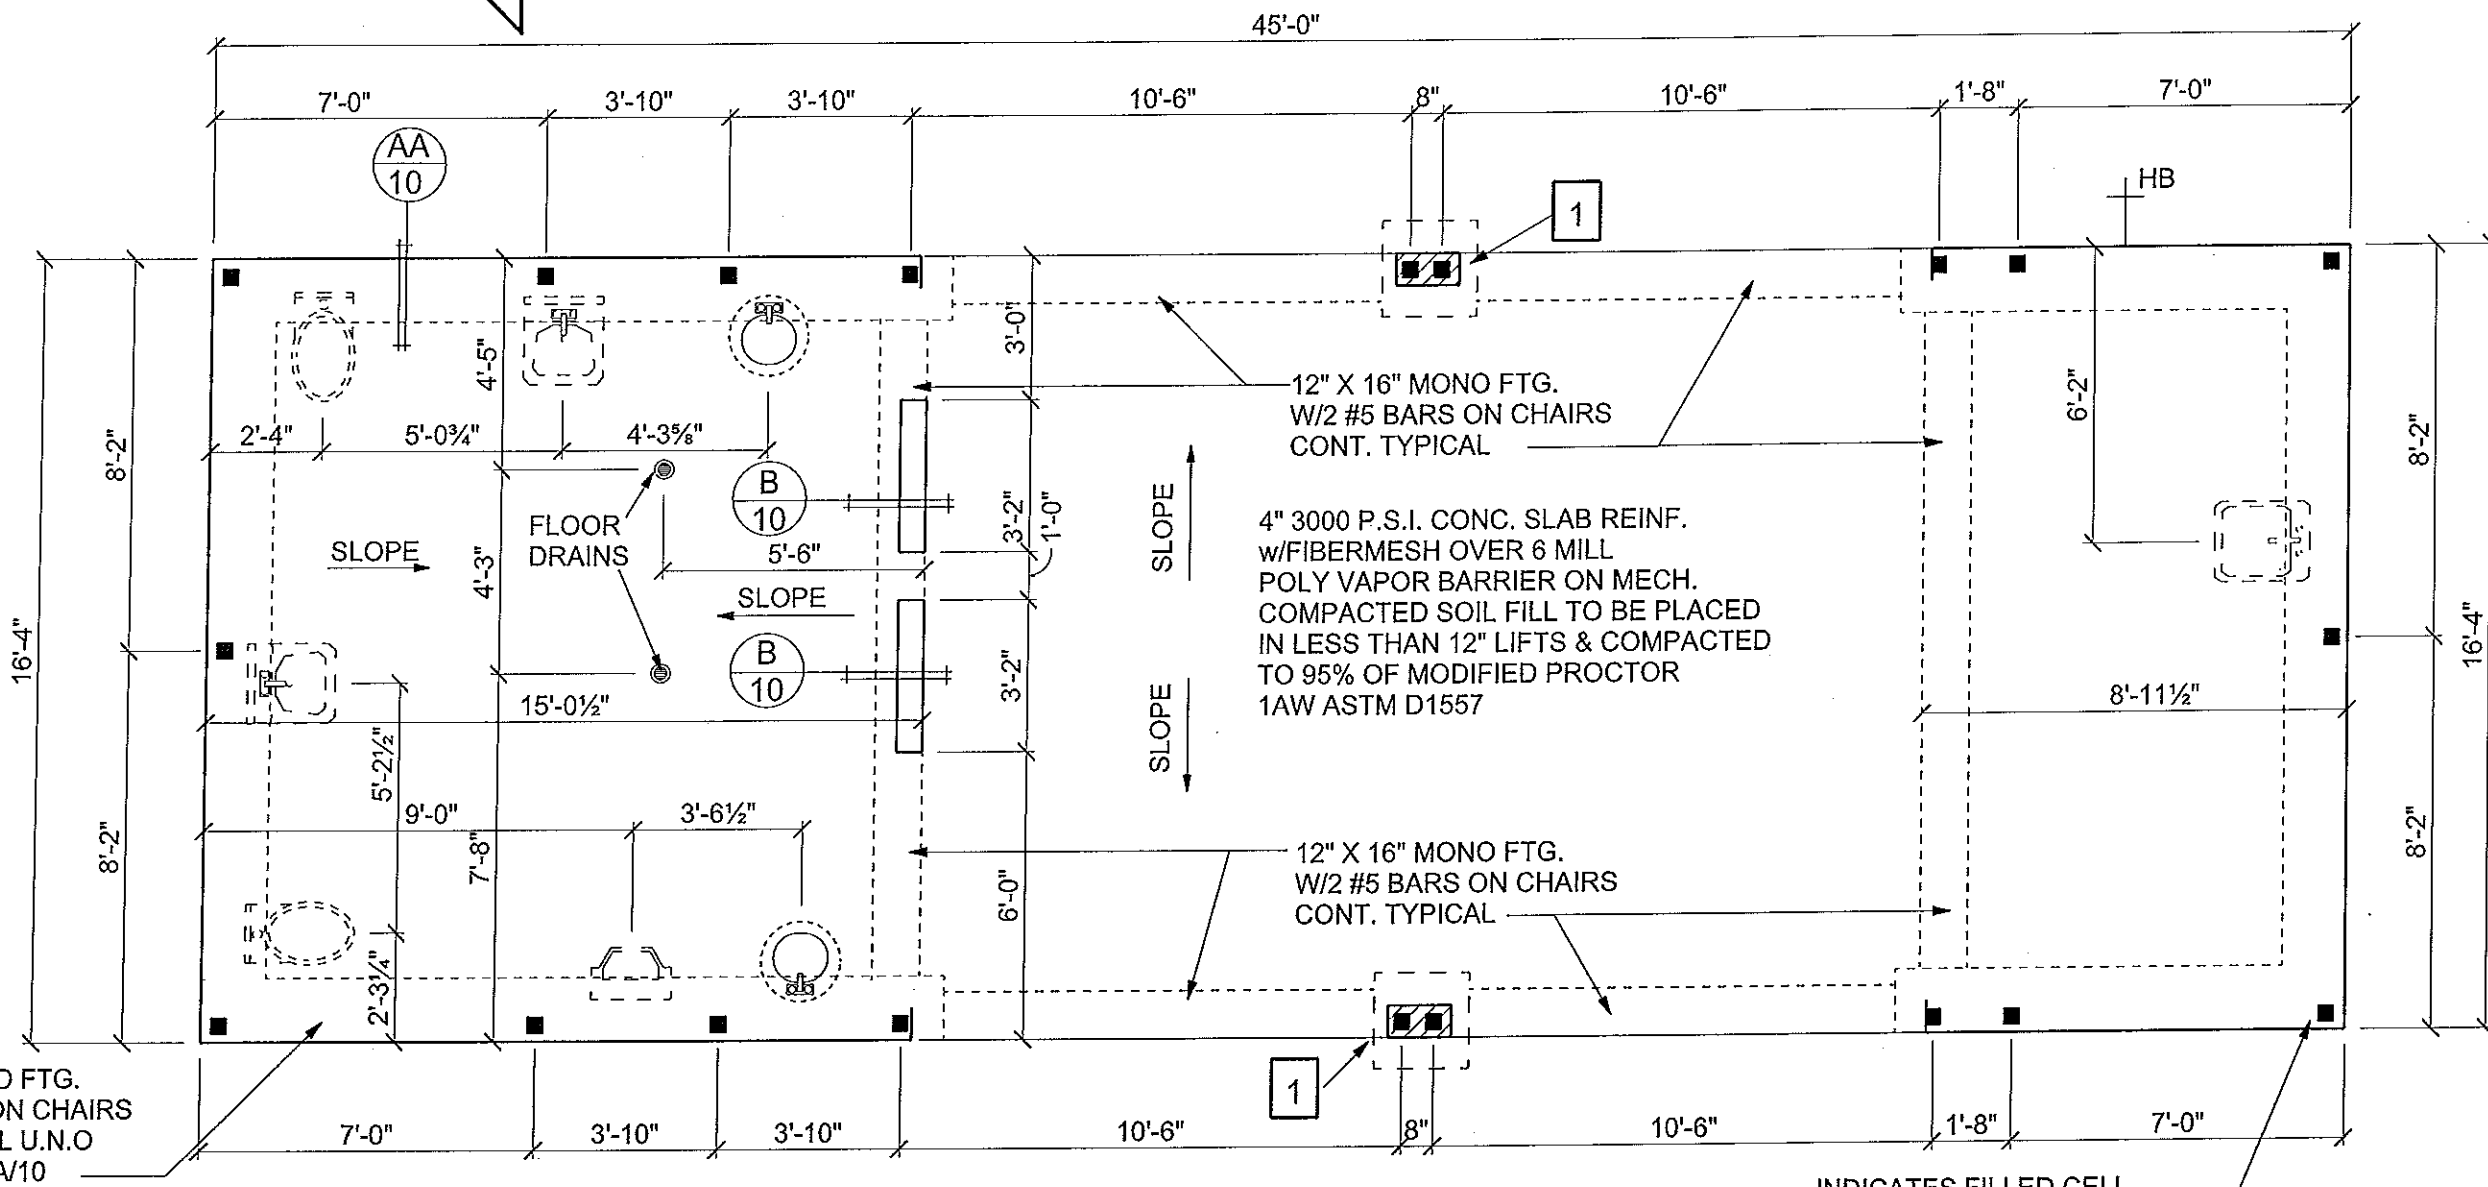 45'-0"
7'-0" 3'-10" 3'-10" 10'-6" 8" 10'-6" 1'-8" 7'-0"
AA
10
HB
1
3'-0"
4'-5"
12" X 16" MONO FTG.
W/2 #5 BARS ON CHAIRS
CONT. TYPICAL
6'-2"
8'-2"
8'-2"
2'-4" 5'-0¾" 4'-3⅝"
B
10
FLOOR
DRAINS
SLOPE
5'-6"
SLOPE
4'-3"
3'-2"
1'-0"
SLOPE
4" 3000 P.S.I. CONC. SLAB REINF.
w/FIBERMESH OVER 6 MILL
POLY VAPOR BARRIER ON MECH.
COMPACTED SOIL FILL TO BE PLACED
IN LESS THAN 12" LIFTS & COMPACTED
TO 95% OF MODIFIED PROCTOR
1AW ASTM D1557
16'-4"
16'-4"
B
10
3'-2"
SLOPE
15'-0½"
8'-11½"
5'-2½"
9'-0" 3'-6½"
7'-8"
8'-2"
8'-2"
6'-0"
12" X 16" MONO FTG.
W/2 #5 BARS ON CHAIRS
CONT. TYPICAL
2'-3¼"
1
FTG.
ON CHAIRS
U.N.O
A/10
7'-0" 3'-10" 3'-10" 10'-6" 8" 10'-6" 1'-8" 7'-0"
INDICATES FILLED CELL